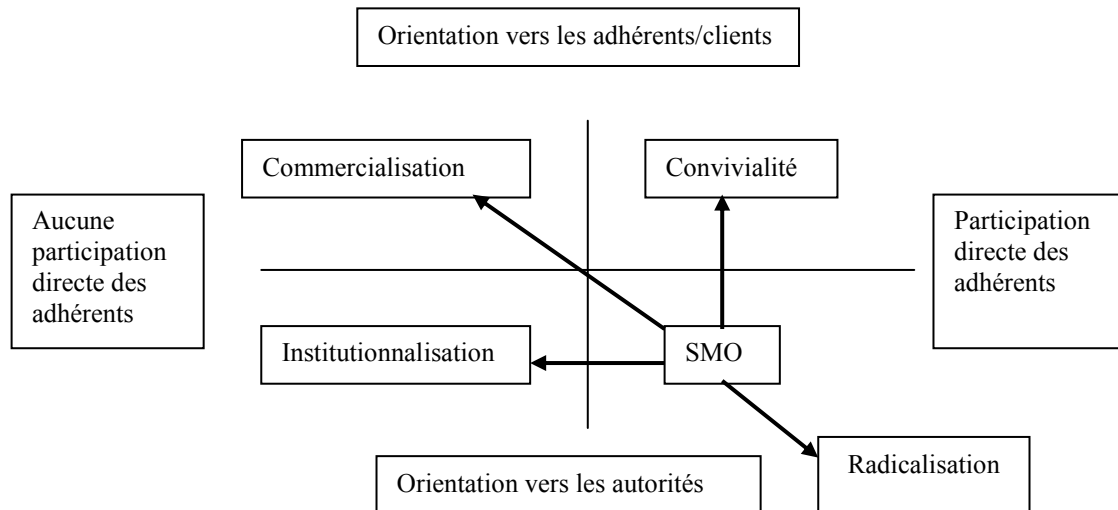 Orientation vers les adhérents/clients
Commercialisation
Convivialité
Aucune
participation
directe des
adhérents
Participation
directe des
adhérents
Institutionnalisation
SMO
Radicalisation
Orientation vers les autorités